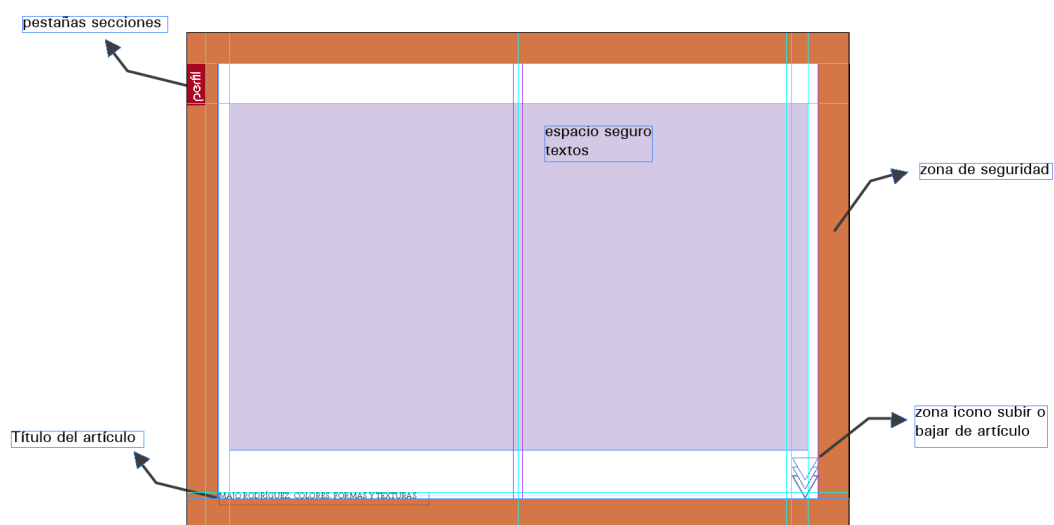 pestañas secciones
perfil
espacio seguro
textos
zona de seguridad
zona icono subir o
bajar de artículo
Título del artículo
MAJO RODRÍGUEZ: COLORES, FORMAS Y TEXTURAS